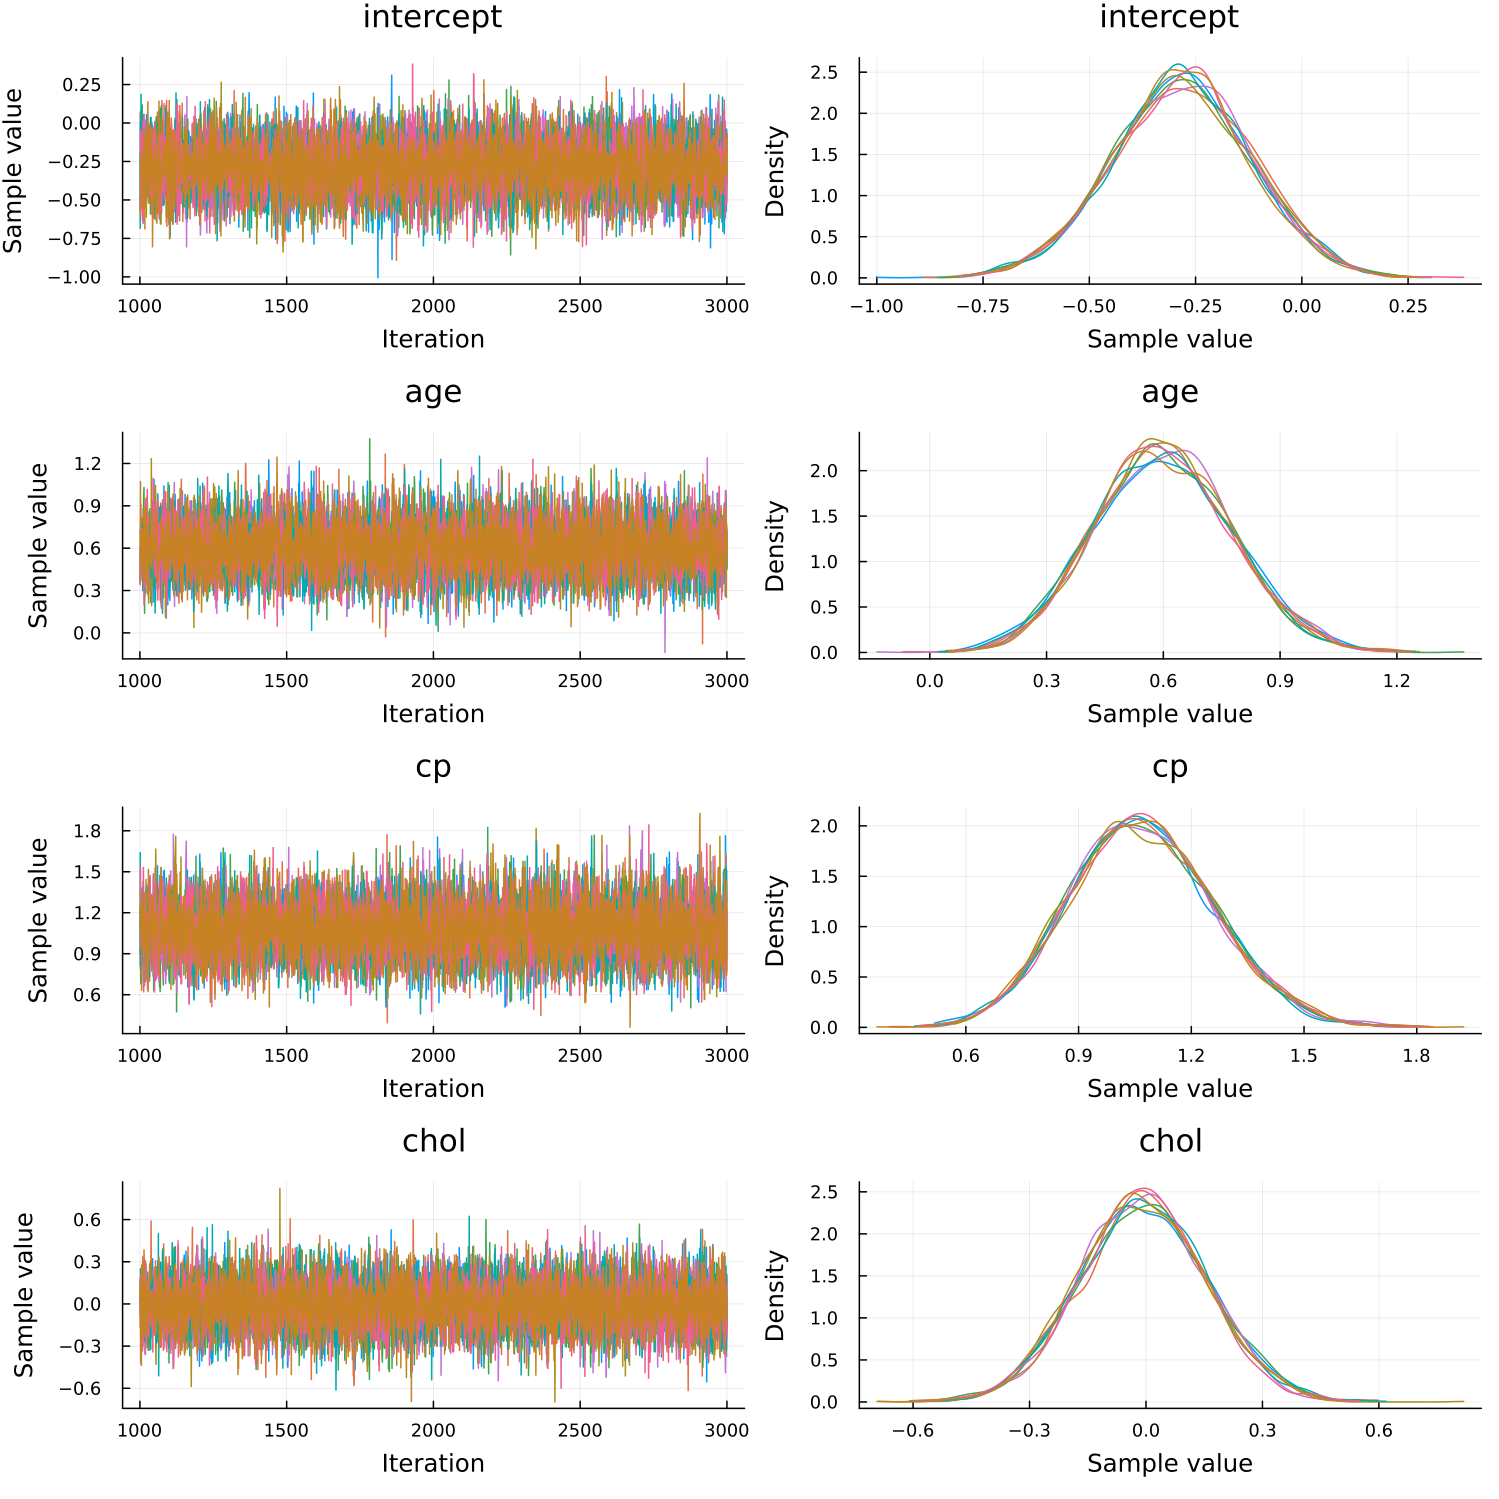 intercept
intercept
Sample value
0.25
0.00
−0.25
−0.50
−0.75
−1.00
1000 1500 2000 2500 3000
Iteration
Density
2.5
2.0
1.5
1.0
0.5
0.0
−1.00 −0.75 −0.50 −0.25 0.00 0.25
Sample value
age
age
Sample value
1.2
0.9
0.6
0.3
0.0
1000 1500 2000 2500 3000
Iteration
Density
2.0
1.5
1.0
0.5
0.0
0.0 0.3 0.6 0.9 1.2
Sample value
cp
cp
Sample value
1.8
1.5
1.2
0.9
0.6
1000 1500 2000 2500 3000
Iteration
Density
2.0
1.5
1.0
0.5
0.0
0.6 0.9 1.2 1.5 1.8
Sample value
chol
chol
Sample value
0.6
0.3
0.0
−0.3
−0.6
1000 1500 2000 2500 3000
Iteration
Density
2.5
2.0
1.5
1.0
0.5
0.0
−0.6 −0.3 0.0 0.3 0.6
Sample value